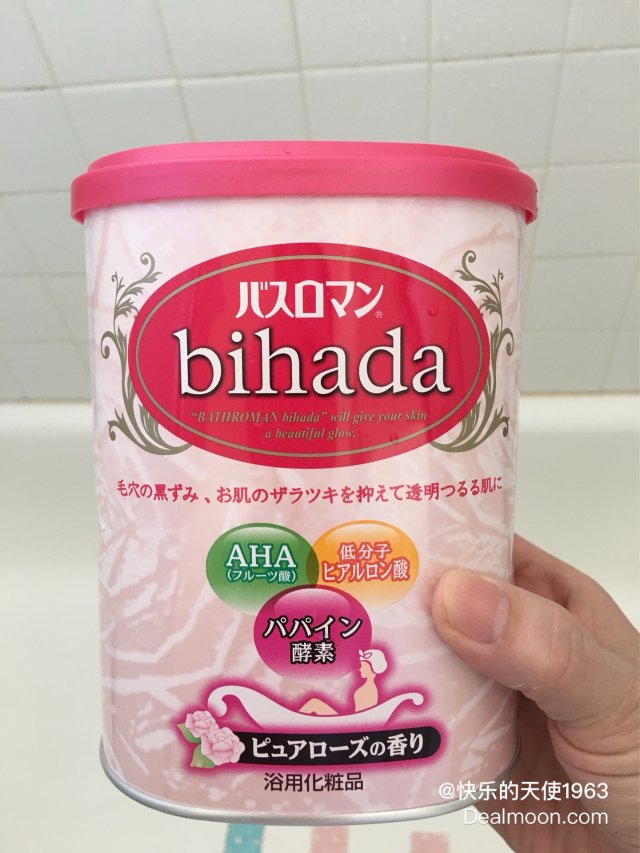 バスロマン®
bihada
"BATHROMAN bihada" will give your skin
a beautiful glow.
毛穴の黒ずみ、お肌のザラツキを抑えて透明つるる肌に
AHA
(フルーツ酸)
低分子
ヒアルロン酸
パパイン
酵素
ピュアローズの香り
浴用化粧品
@快乐的天使1963
Dealmoon.com